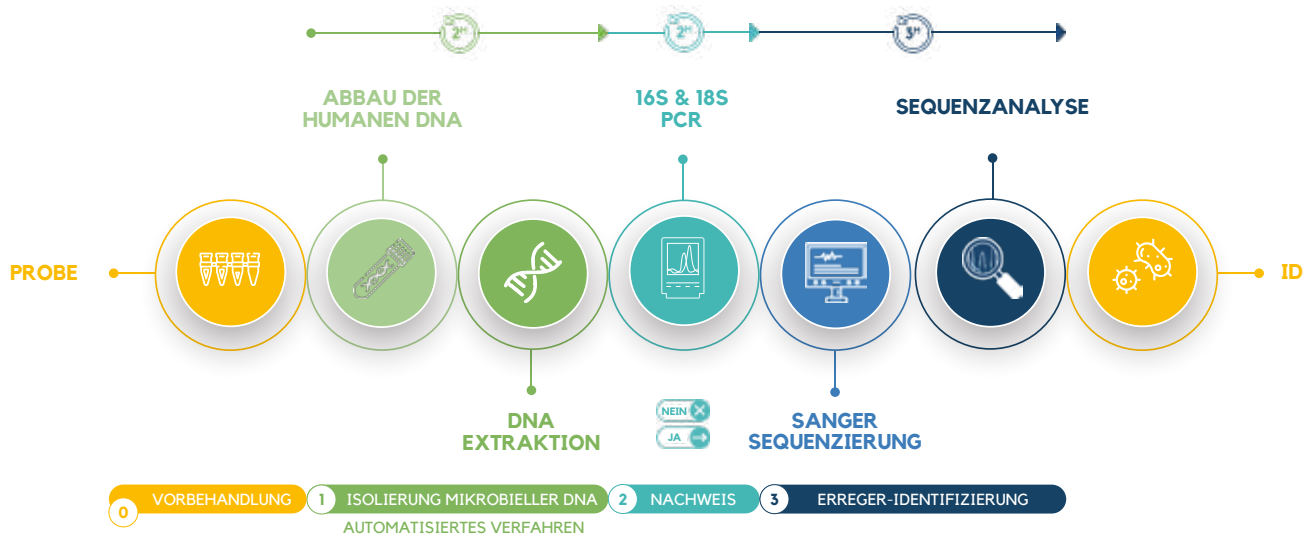 2H
2H
3H
ABBAU DER
HUMANEN DNA
16S & 18S
PCR
SEQUENZANALYSE
PROBE
ID
DNA
EXTRAKTION
NEIN
JA
SANGER
SEQUENZIERUNG
0 VORBEHANDLUNG
1 ISOLIERUNG MIKROBIELLER DNA
2 NACHWEIS
3 ERREGER-IDENTIFIZIERUNG
AUTOMATISIERTES VERFAHREN